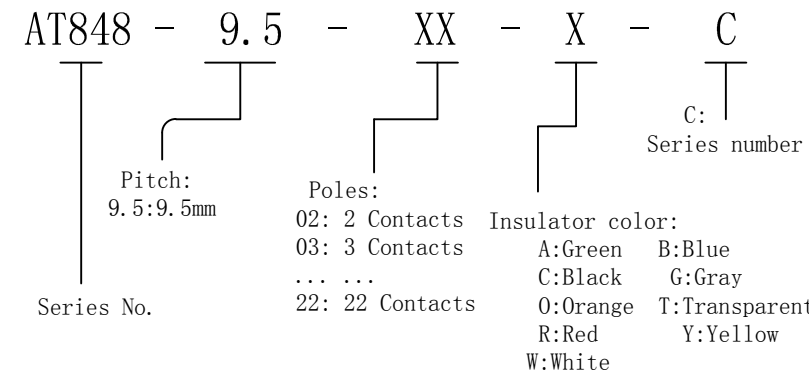 AT848 - 9.5 - XX - X - C
C:
Series number
Pitch:
9.5:9.5mm
Poles:
02: 2 Contacts
03: 3 Contacts
... ...
22: 22 Contacts
Insulator color:
A:Green B:Blue
C:Black G:Gray
O:Orange T:Transparent
R:Red Y:Yellow
W:White
Series No.